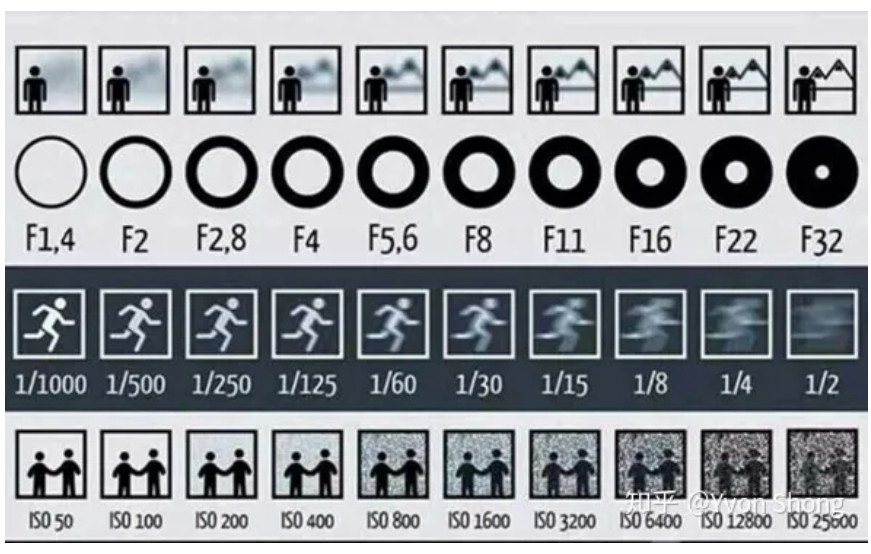 F1,4 F2 F2,8 F4 F5,6 F8 F11 F16 F22 F32
1/1000 1/500 1/250 1/125 1/60 1/30 1/15 1/8 1/4 1/2
ISO 50 ISO 100 ISO 200 ISO 400 ISO 800 ISO 1600 ISO 3200 ISO 6400 ISO 12800 ISO 25600
知乎 @Yvon Shong